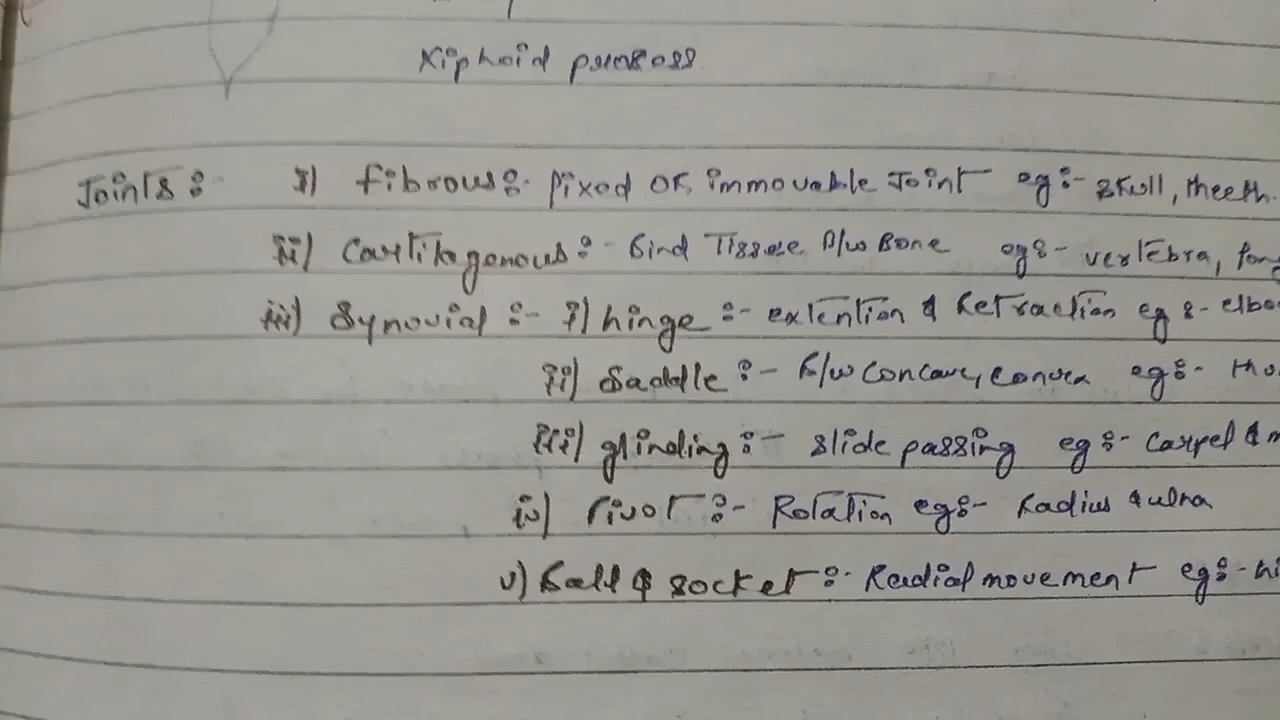 Xiphoid process
Joints :- i) fibrous :- fixed or immovable Joint eg :- skull, theeth.
ii) Cartilagenous :- Bind Tissue b/w Bone eg :- vertebra,
iii) Synovial :- i) hinge :- extention & Retraction eg :- elbo
ii) Saddle :- b/w concave, convex eg :-
iii) glinding :- slide passing eg :- carpel &
iv) Pivot :- Rotation eg :- Radius & ulna
v) Ball & socket :- Radial movement eg :- hi